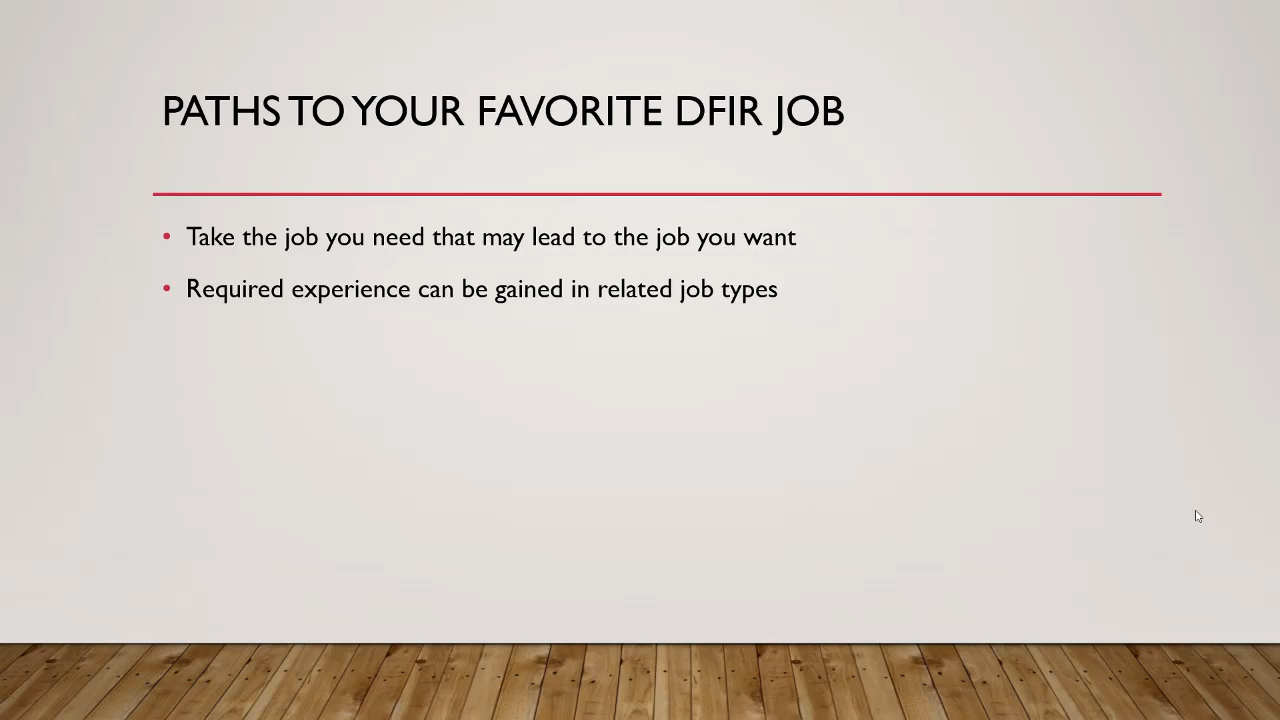 PATHS TO YOUR FAVORITE DFIR JOB
• Take the job you need that may lead to the job you want
• Required experience can be gained in related job types